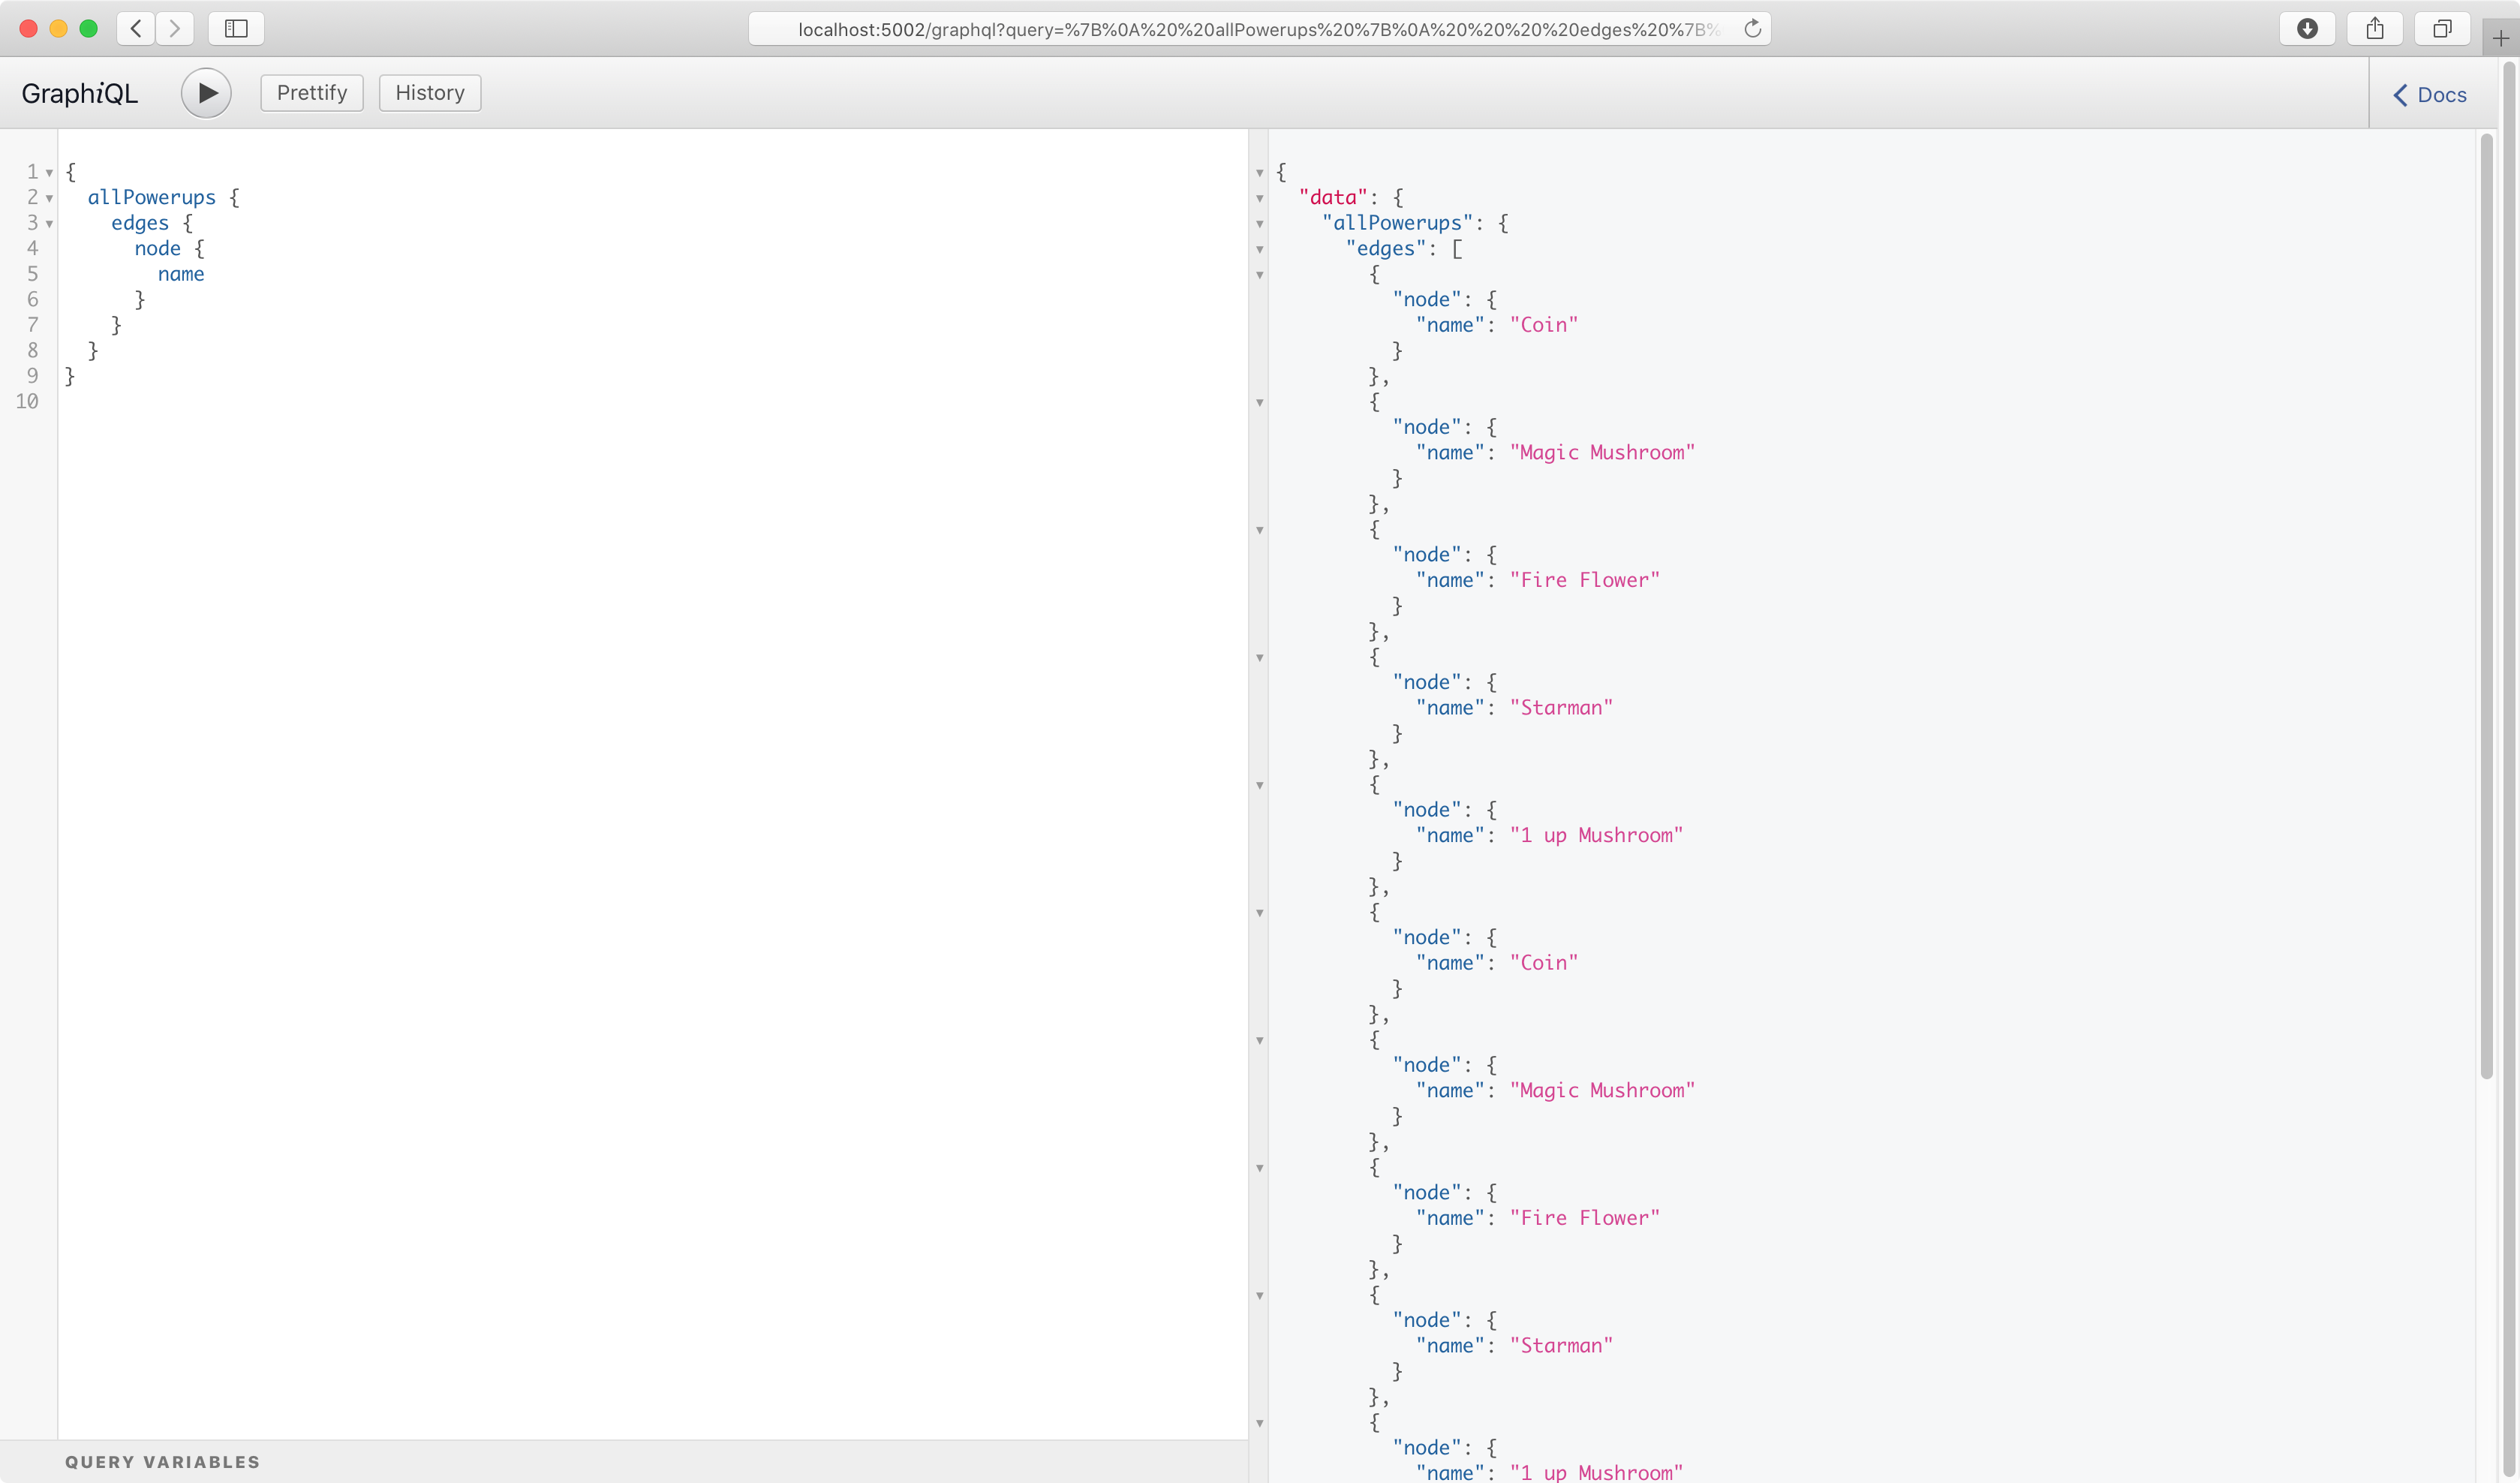 localhost:5002/graphql?query=%7B%0A%20%20allPowerups%20%7B%0A%20%20%20%20edges%20%7B%
GraphiQL
Prettify
History
Docs
1 {
2   allPowerups {
3     edges {
4       node {
5         name
6       }
7     }
8   }
9 }
10
{
  "data": {
    "allPowerups": {
      "edges": [
        {
          "node": {
            "name": "Coin"
          }
        },
        {
          "node": {
            "name": "Magic Mushroom"
          }
        },
        {
          "node": {
            "name": "Fire Flower"
          }
        },
        {
          "node": {
            "name": "Starman"
          }
        },
        {
          "node": {
            "name": "1 up Mushroom"
          }
        },
        {
          "node": {
            "name": "Coin"
          }
        },
        {
          "node": {
            "name": "Magic Mushroom"
          }
        },
        {
          "node": {
            "name": "Fire Flower"
          }
        },
        {
          "node": {
            "name": "Starman"
          }
        },
        {
          "node": {
            "name": "1 up Mushroom"
QUERY VARIABLES